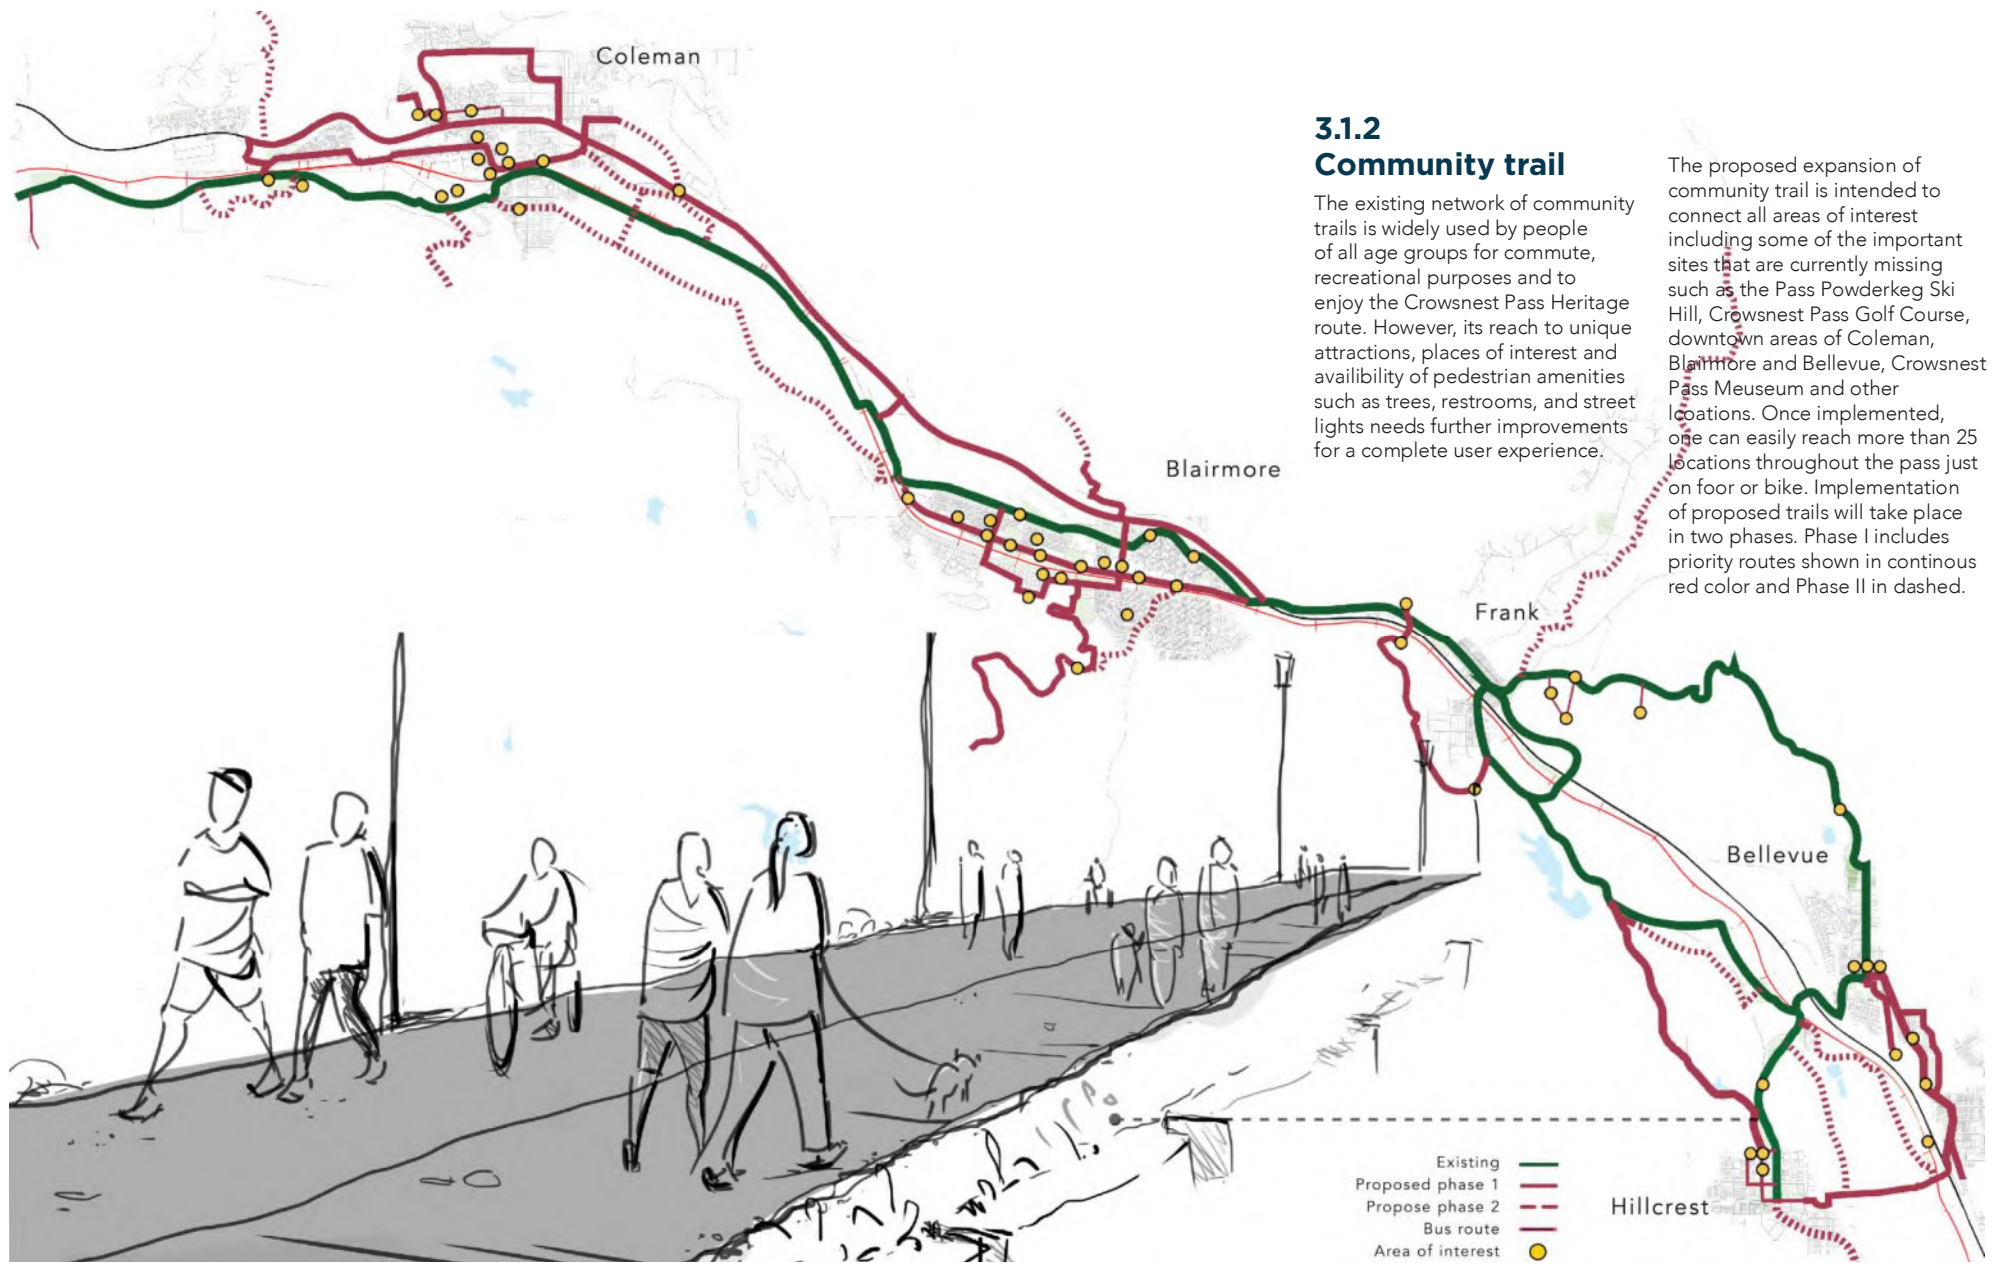 Coleman
3.1.2
Community trail
The existing network of community
trails is widely used by people
of all age groups for commute,
recreational purposes and to
enjoy the Crowsnest Pass Heritage
route. However, its reach to unique
attractions, places of interest and
availibility of pedestrian amenities
such as trees, restrooms, and street
lights needs further improvements
for a complete user experience.
The proposed expansion of
community trail is intended to
connect all areas of interest
including some of the important
sites that are currently missing
such as the Pass Powderkeg Ski
Hill, Crowsnest Pass Golf Course,
downtown areas of Coleman,
Blairmore and Bellevue, Crowsnest
Pass Meuseum and other
lcoations. Once implemented,
one can easily reach more than 25
locations throughout the pass just
on foor or bike. Implementation
of proposed trails will take place
in two phases. Phase I includes
priority routes shown in continous
red color and Phase II in dashed.
Blairmore
Frank
Bellevue
Hillcrest
Existing
Proposed phase 1
Propose phase 2
Bus route
Area of interest